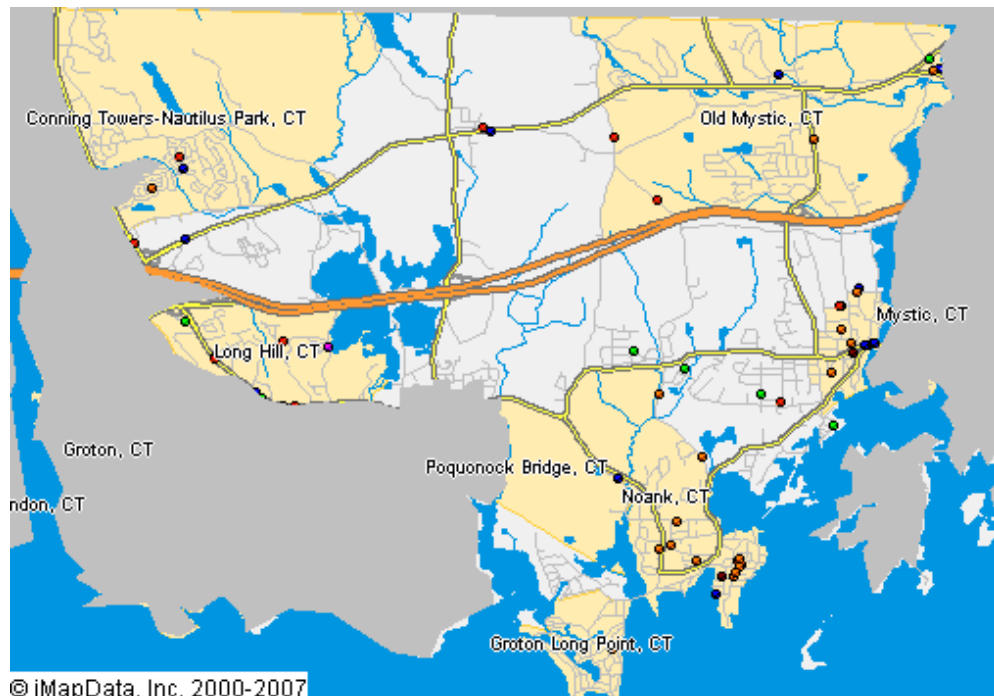 Conning Towers-Nautilus Park, CT
Old Mystic, CT
Mystic, CT
Long Hill, CT
Groton, CT
Poquonock Bridge, CT
Noank, CT
ndon, CT
Groton Long Point, CT
© iMapData, Inc. 2000-2007